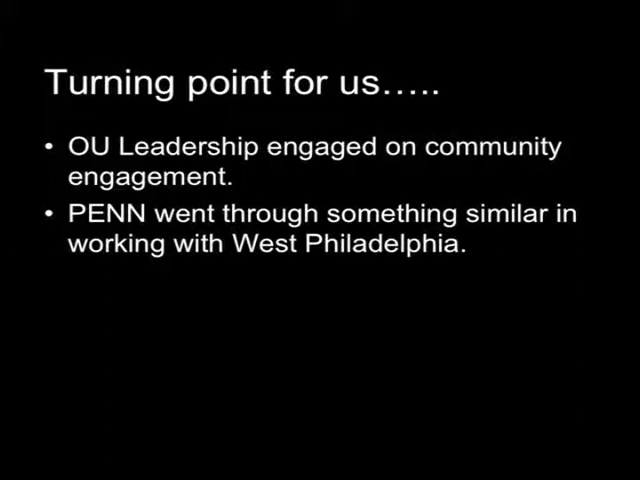 Turning point for us…..
• OU Leadership engaged on community
engagement.
• PENN went through something similar in
working with West Philadelphia.